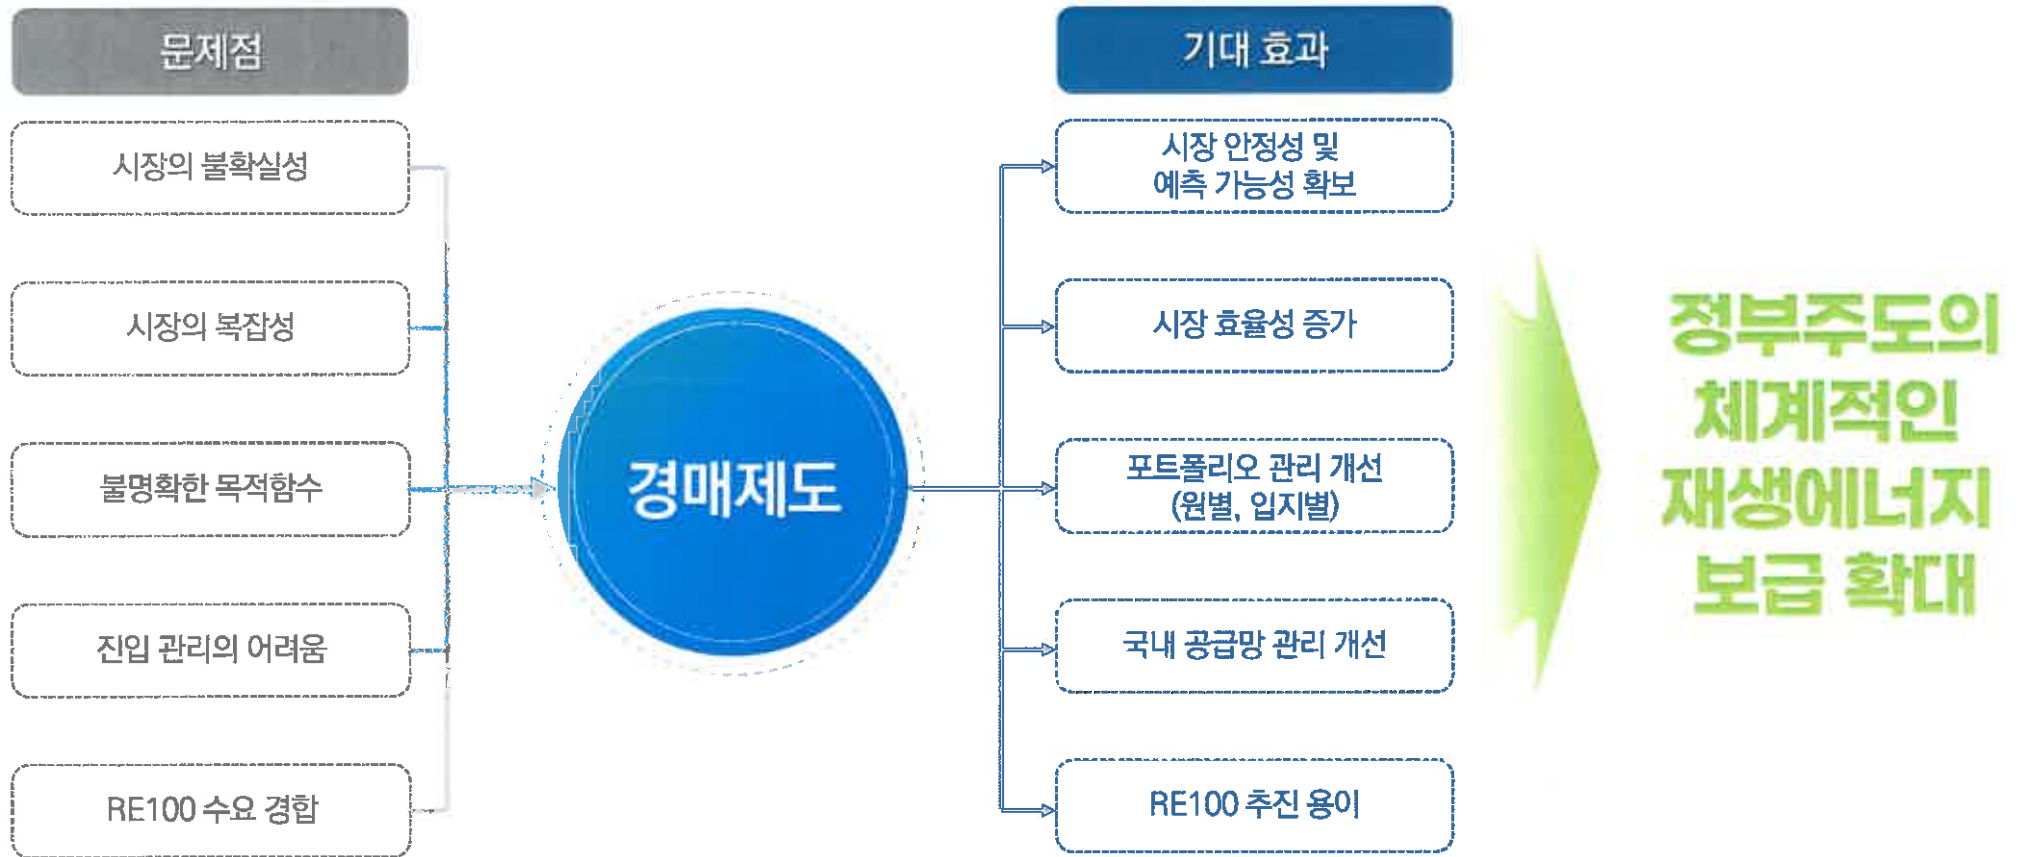 문제점
시장의 불확실성
시장의 복잡성
불명확한 목적함수
진입 관리의 어려움
RE100 수요 경합
경매제도
기대 효과
시장 안정성 및
예측 가능성 확보
시장 효율성 증가
포트폴리오 관리 개선
(원별, 입지별)
국내 공급망 관리 개선
RE100 추진 용이
정부주도의
체계적인
재생에너지
보급 확대